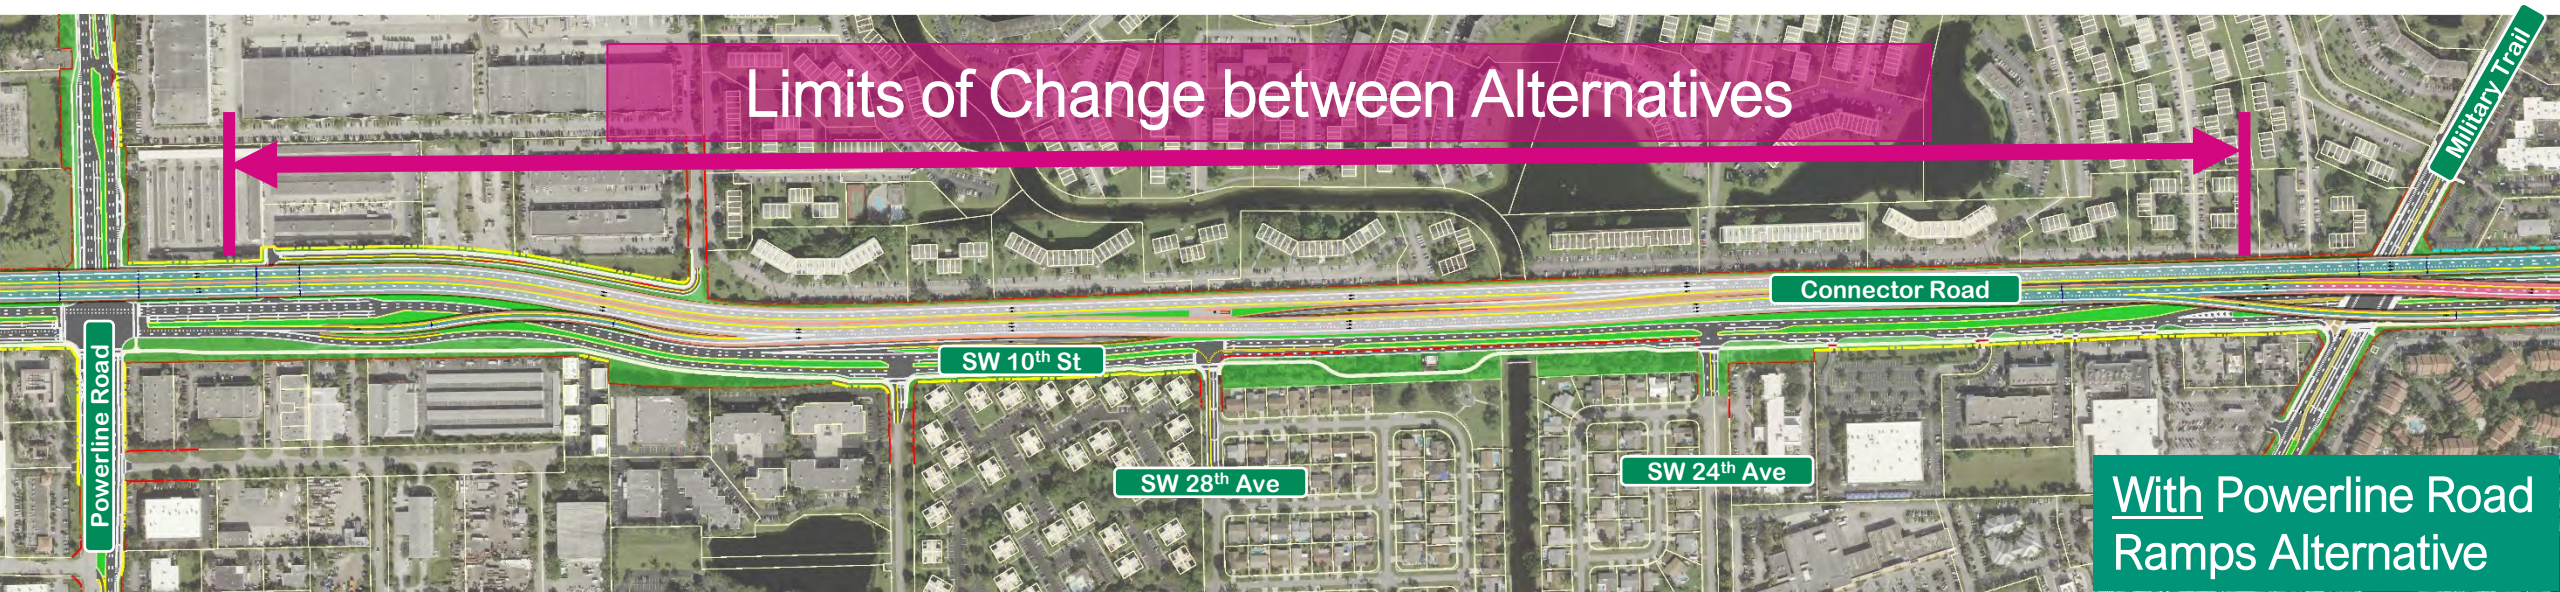 Limits of Change between Alternatives
Military Trail
Connector Road
SW 10th St
Powerline Road
SW 28th Ave
SW 24th Ave
With Powerline Road
Ramps Alternative